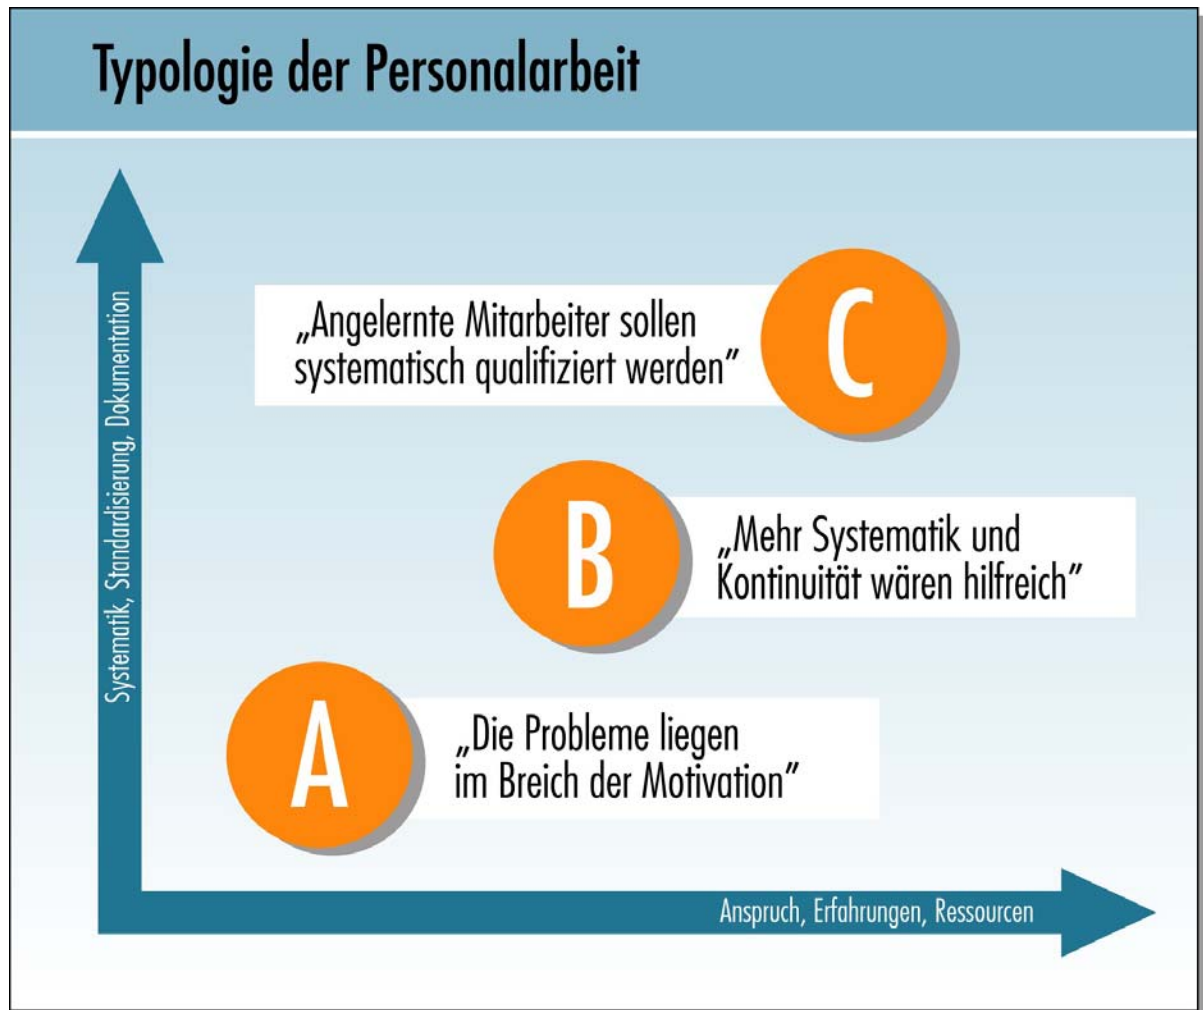 Typologie der Personalarbeit
Systematik, Standardisierung, Dokumentation
„Angelernte Mitarbeiter sollen
systematisch qualifiziert werden”
C
B
„Mehr Systematik und
Kontinuität wären hilfreich”
A
„Die Probleme liegen
im Breich der Motivation”
Anspruch, Erfahrungen, Ressourcen